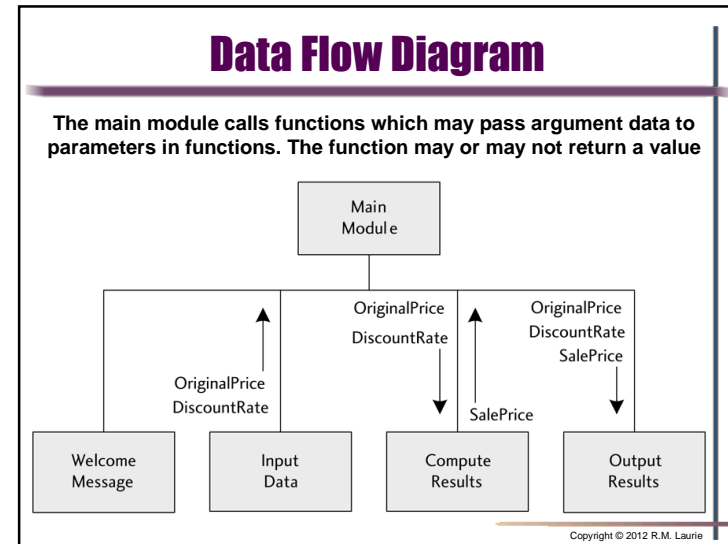 Data Flow Diagram
The main module calls functions which may pass argument data to
parameters in functions. The function may or may not return a value
Main
Module
OriginalPrice
DiscountRate
OriginalPrice
DiscountRate
SalePrice
OriginalPrice
DiscountRate
SalePrice
Welcome
Message
Input
Data
Compute
Results
Output
Results
Copyright © 2012 R.M. Laurie